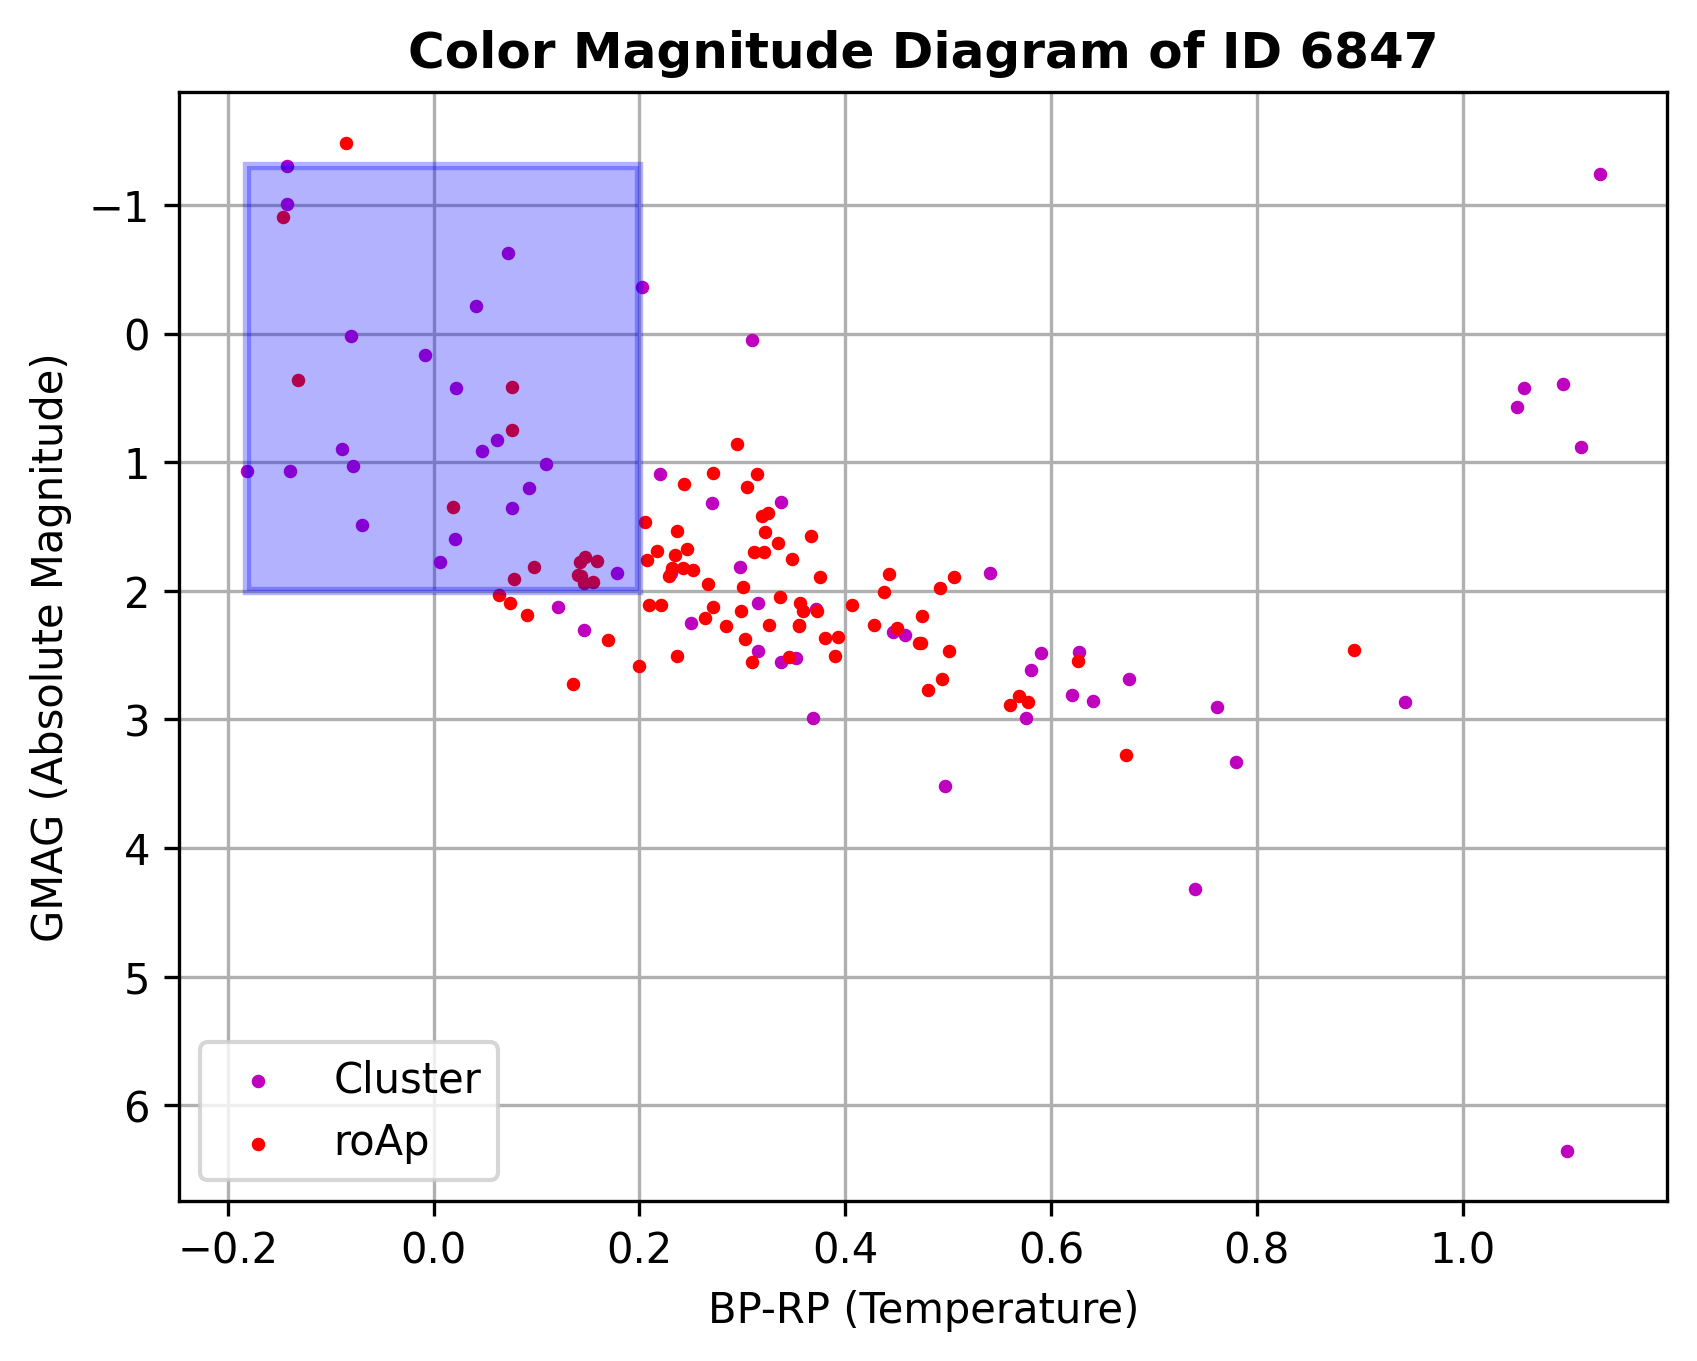 Color Magnitude Diagram of ID 6847
GMAG (Absolute Magnitude)
−1
0
1
2
3
4
5
6
Cluster
roAp
−0.2 0.0 0.2 0.4 0.6 0.8 1.0
BP-RP (Temperature)